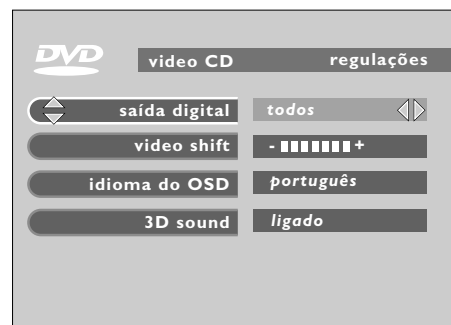 DVD
video CD regulações
saída digital todos
video shift - +
idioma do OSD português
3D sound ligado